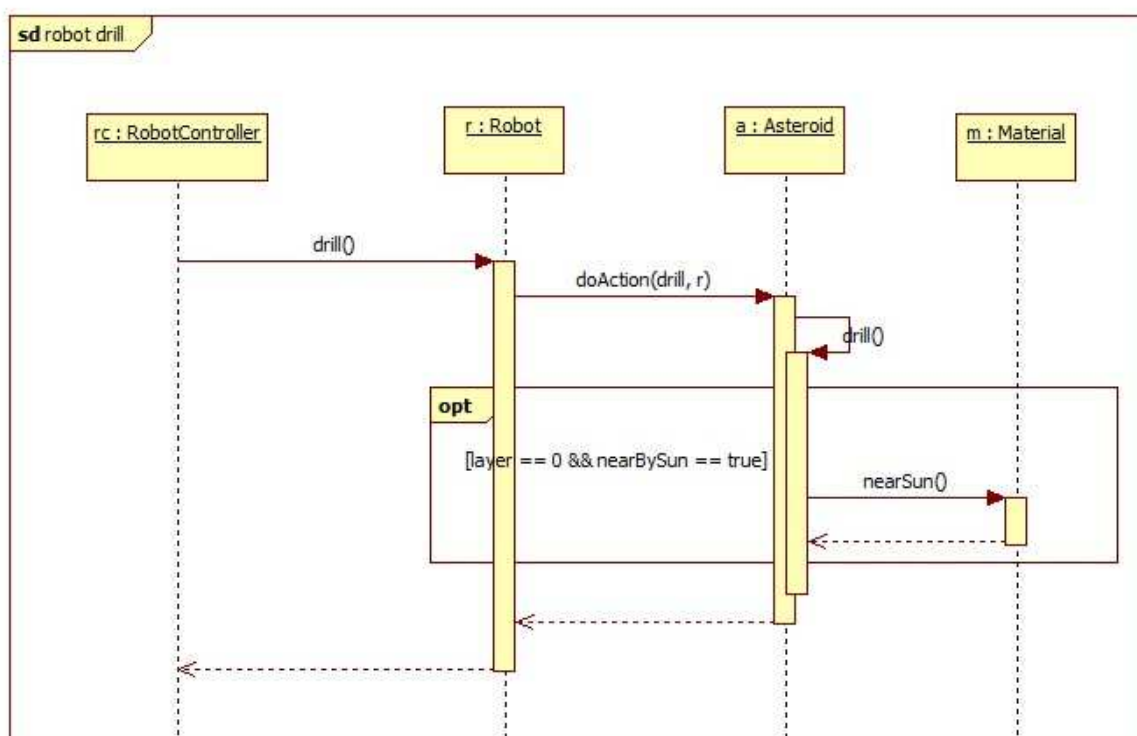 sd robot drill
rc : RobotController
r : Robot
a : Asteroid
m : Material
drill()
doAction(drill, r)
drill()
opt
[layer == 0 && nearBySun == true]
nearSun()